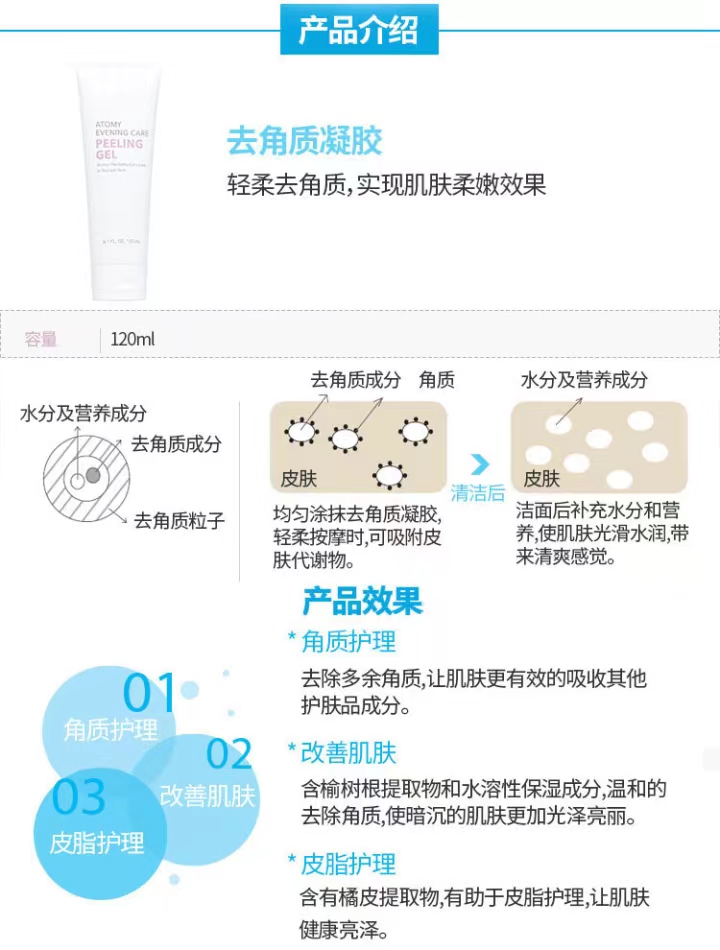 产品介绍
ATOMY
EVENING CARE
PEELING
GEL
去角质凝胶
轻柔去角质，实现肌肤柔嫩效果
容量
120ml
水分及营养成分
去角质成分
去角质粒子
去角质成分 角质
皮肤
均匀涂抹去角质凝胶,
轻柔按摩时,可吸附皮
肤代谢物。
清洁后
水分及营养成分
皮肤
洁面后补充水分和营
养,使肌肤光滑水润,带
来清爽感觉。
产品效果
01
角质护理
02
改善肌肤
03
皮脂护理
* 角质护理
去除多余角质,让肌肤更有效的吸收其他
护肤品成分。
* 改善肌肤
含榆树根提取物和水溶性保湿成分,温和的
去除角质,使暗沉的肌肤更加光泽亮丽。
* 皮脂护理
含有橘皮提取物,有助于皮脂护理,让肌肤
健康亮泽。